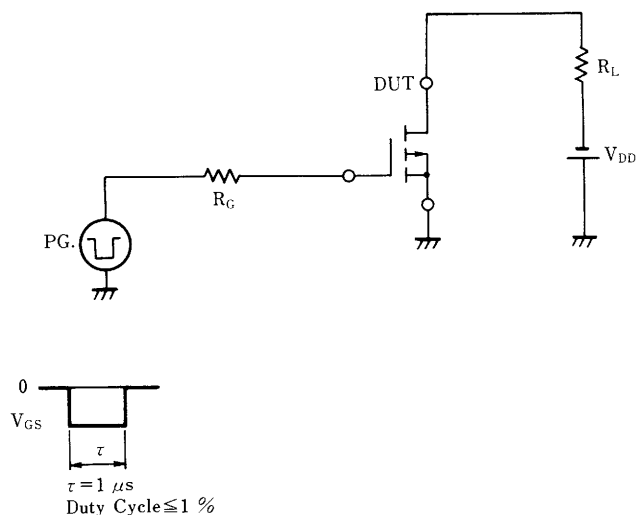 DUT
R_L
V_DD
R_G
PG.
0
V_GS
τ
τ=1 μs
Duty Cycle≦1 %